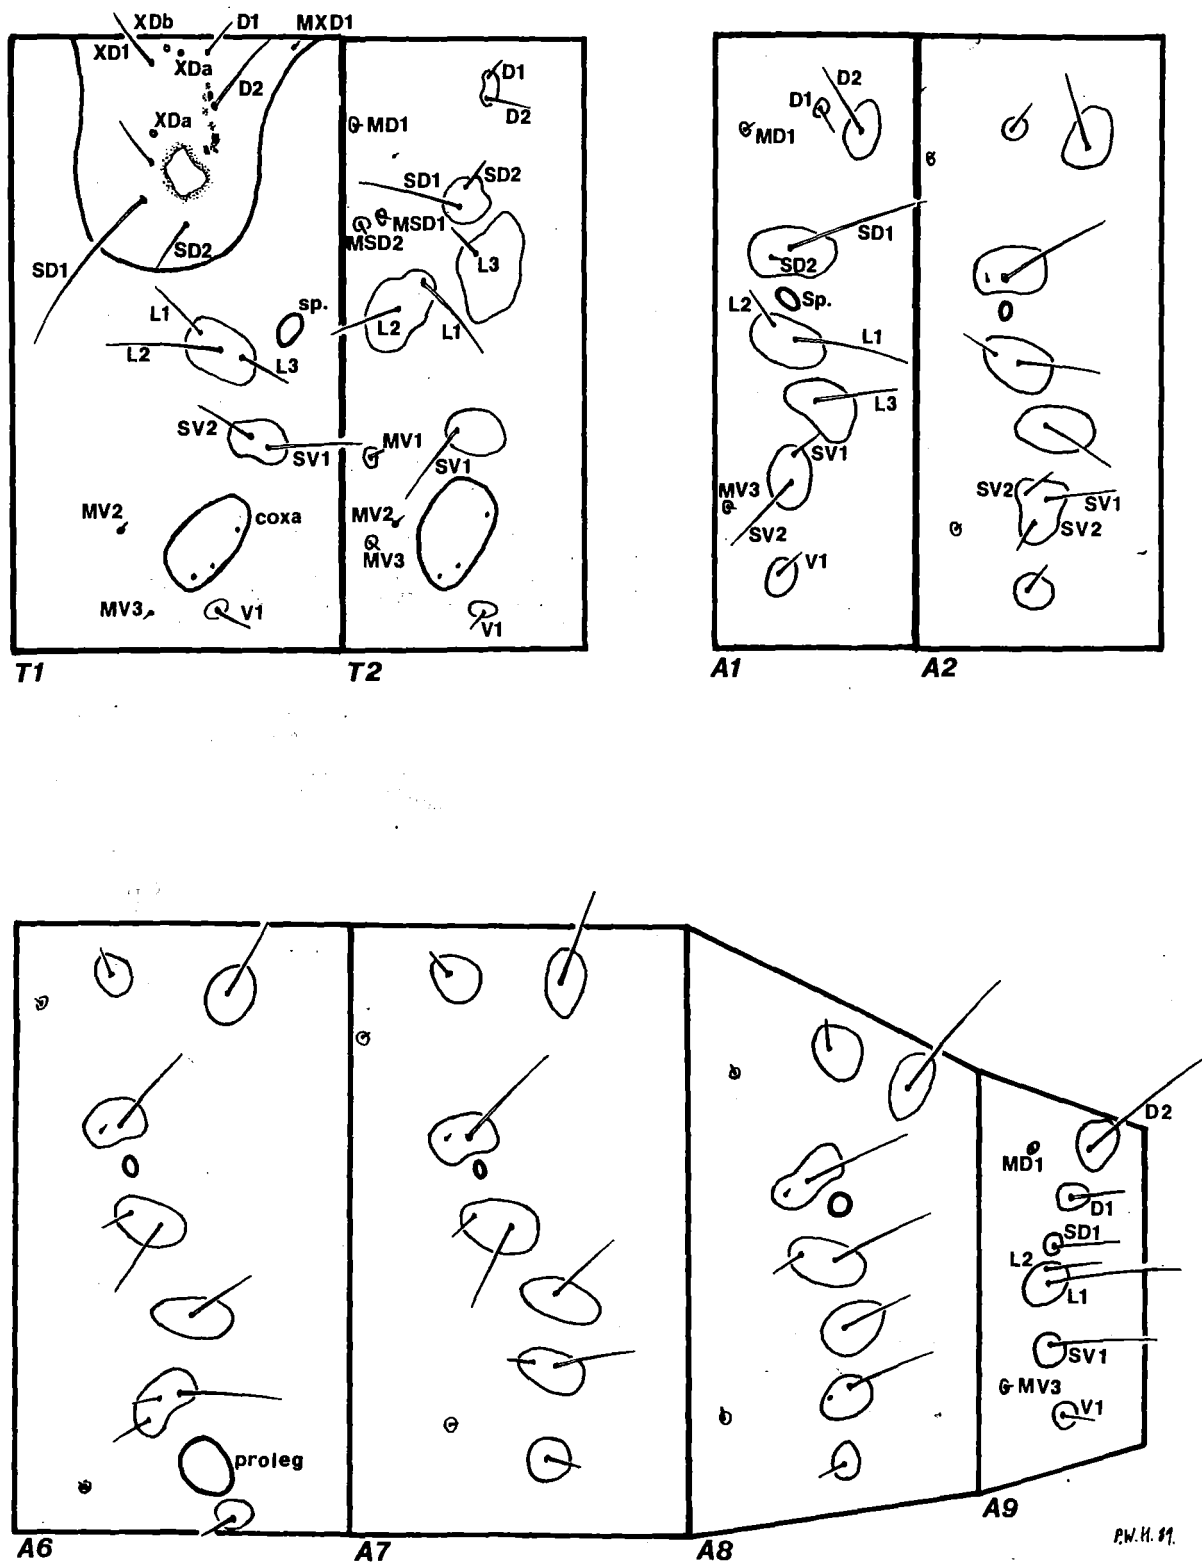 XDb D1 MXD1
XD1 XDa
D2
XDa
SD1 SD2
L1 sp.
L2 L3
SV2
SV1
MV2 coxa
MV3 V1
T1
D1
D2
MD1
SD1 SD2
MSD1
MSD2
L3
L2 L1
MV1
SV1
MV2
MV3
V1
T2
D2
D1
MD1
SD1
SD2
L2 Sp.
L1
L3
SV1
MV3
SV2
V1
A1
SV2 SV1
SV2
A2
proleg
A6
A7
A8
D2
MD1
D1
SD1
L2
L1
SV1
MV3
V1
A9
P.W.H. 89.